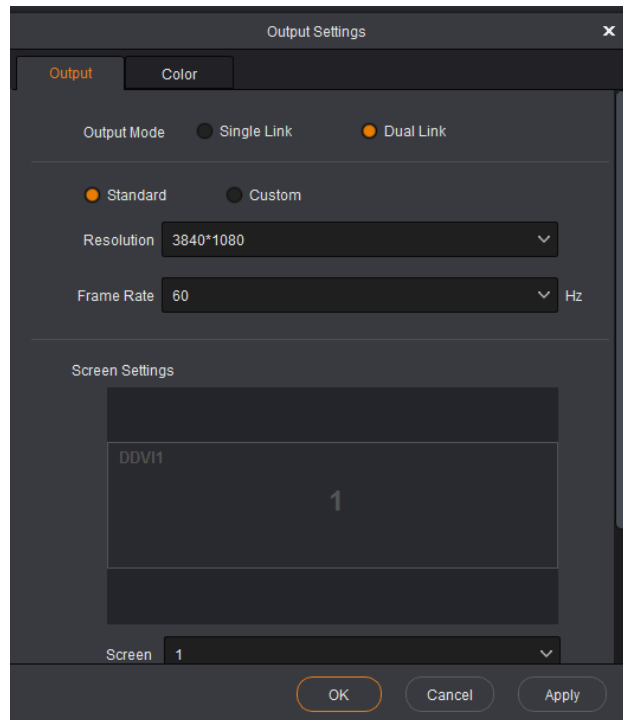 Output Settings x
Output Color
Output Mode Single Link Dual Link
Standard Custom
Resolution 3840*1080
Frame Rate 60 Hz
Screen Settings
DDVI1
1
Screen 1
OK Cancel Apply